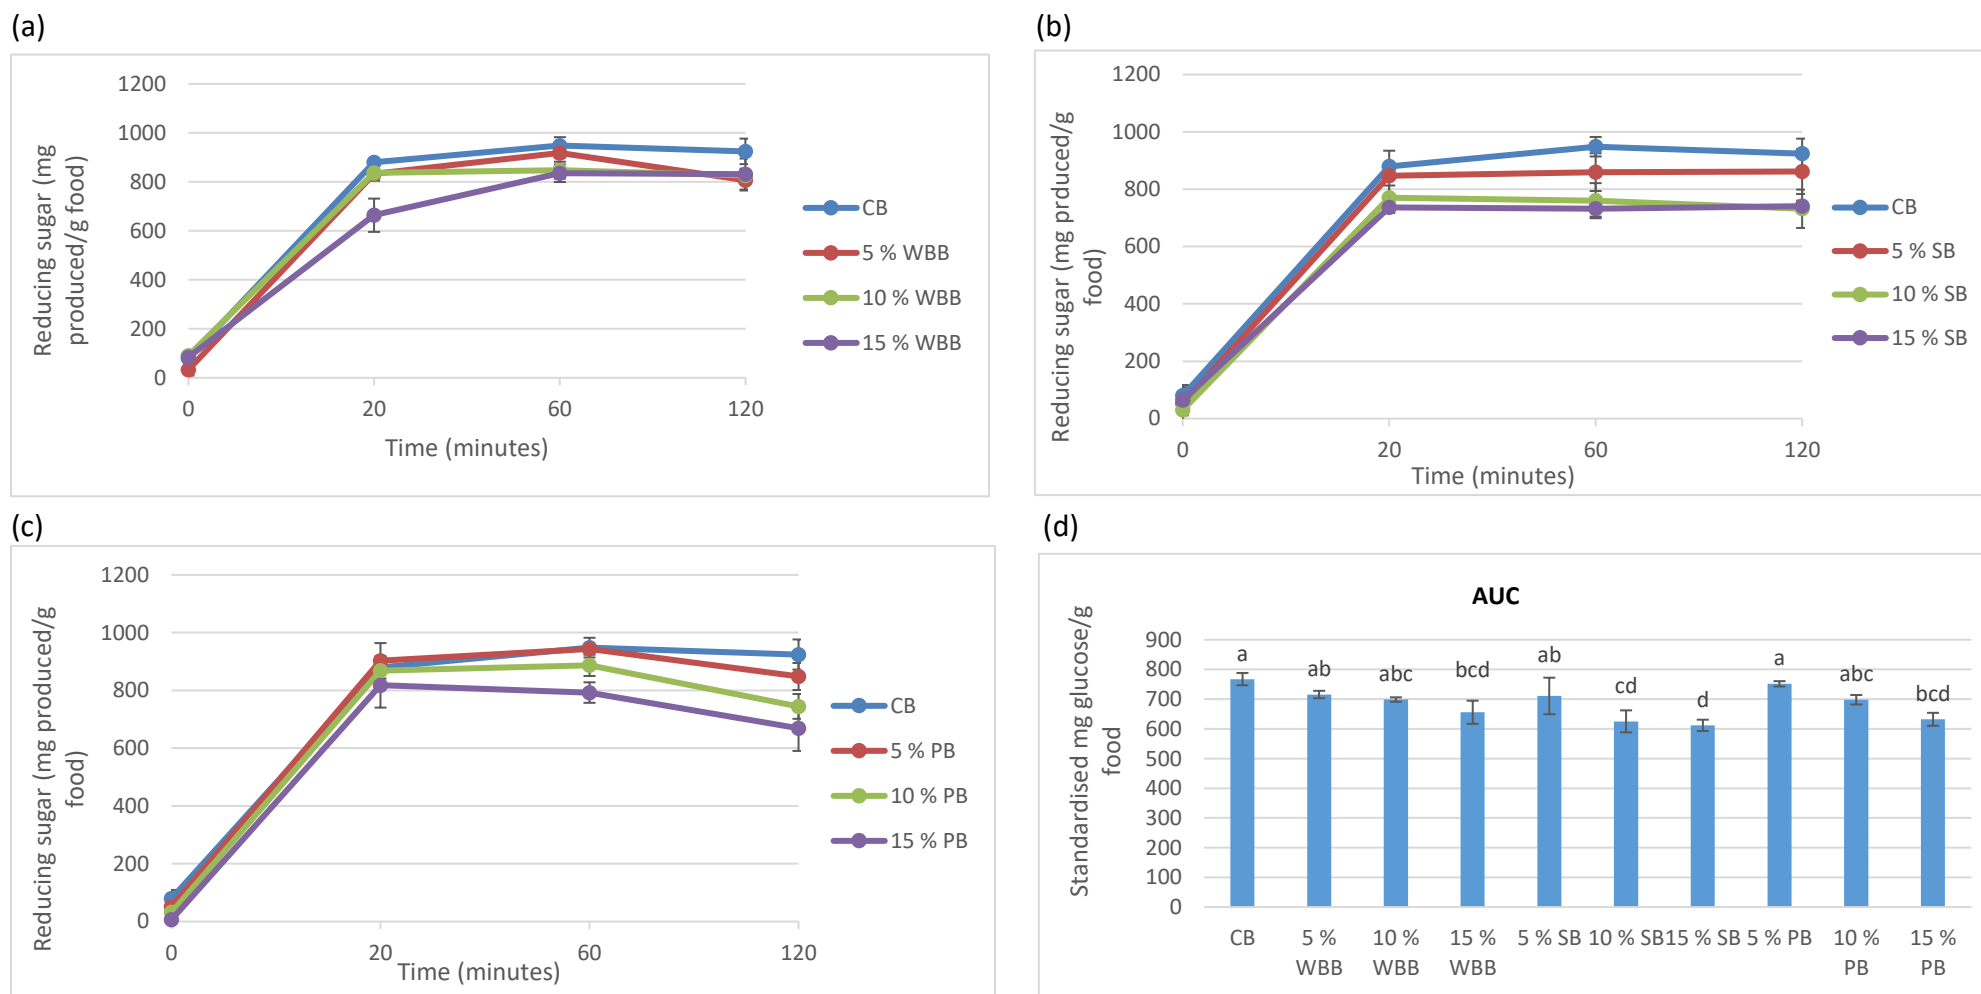 (a)
1200
1000
800
600
400
200
0
0 20 60 120
Reducing sugar (mg
produced/g food)
Time (minutes)
CB
5 % WBB
10 % WBB
15 % WBB
(b)
1200
1000
800
600
400
200
0
0 20 60 120
Reducing sugar (mg produced/g
food)
Time (minutes)
CB
5 % SB
10 % SB
15 % SB
(c)
1200
1000
800
600
400
200
0
0 20 60 120
Reducing sugar (mg produced/g
food)
Time (minutes)
CB
5 % PB
10 % PB
15 % PB
(d)
AUC
900
800
700
600
500
400
300
200
100
0
Standardised mg glucose/g
food
a ab abc bcd ab cd d a abc bcd
CB 5 % 10 % 15 % 5 % SB 10 % SB 15 % SB 5 % PB 10 % 15 %
WBB WBB WBB PB PB